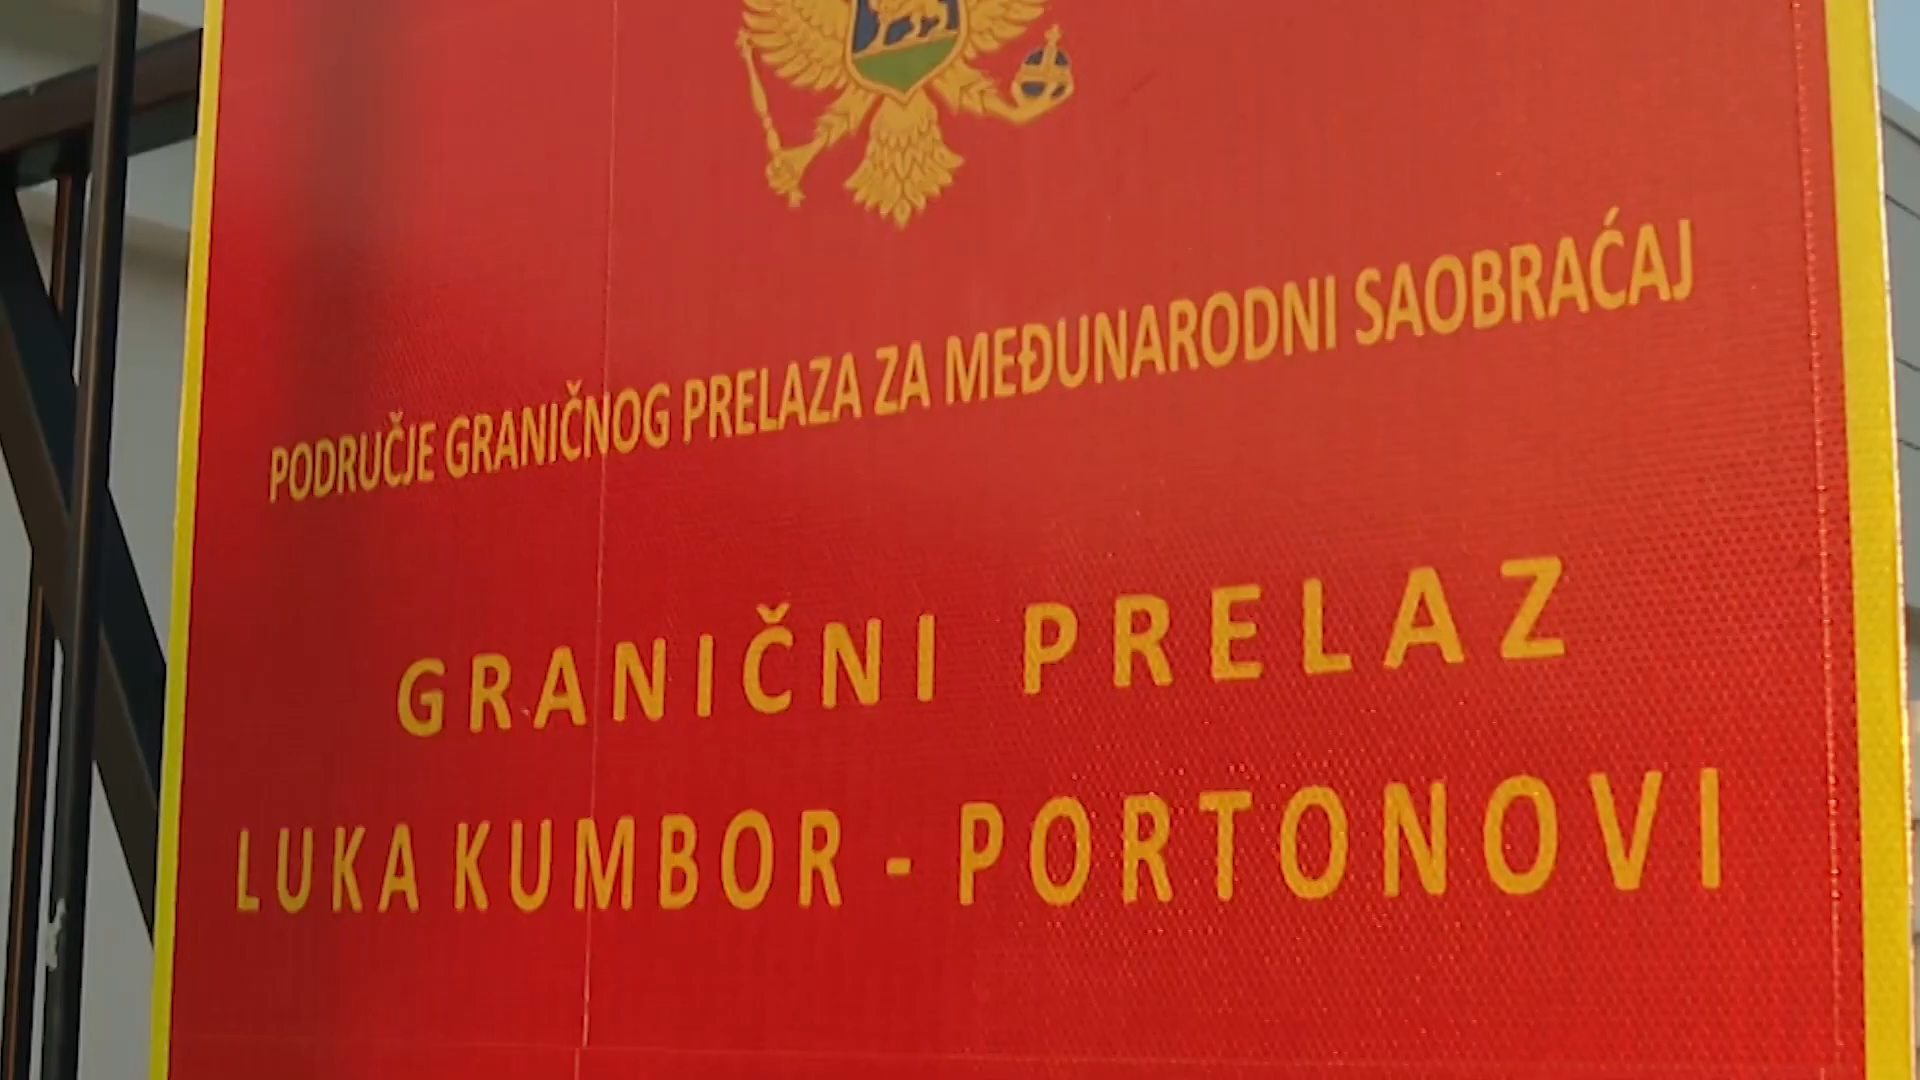 PODRUČJE GRANIČNOG PRELAZA ZA MEĐUNARODNI SAOBRAĆAJ
GRANIČNI PRELAZ
LUKA KUMBOR - PORTONOVI